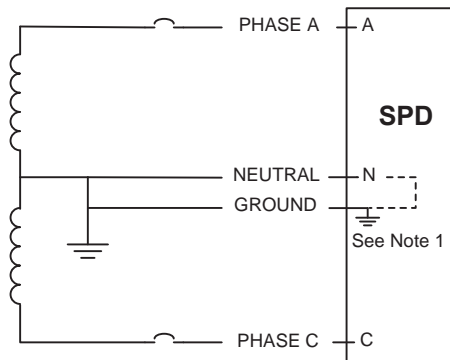 PHASE A A
SPD
NEUTRAL N
GROUND
See Note 1
PHASE C C